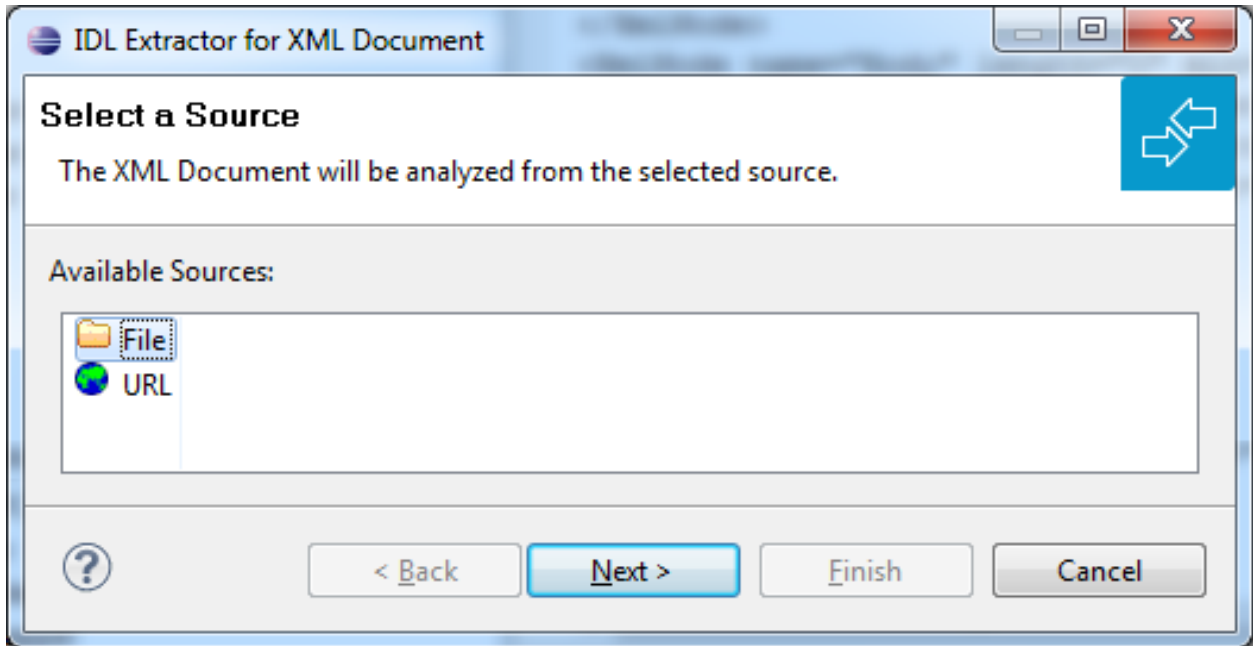 IDL Extractor for XML Document
Select a Source
The XML Document will be analyzed from the selected source.
Available Sources:
File
URL
< Back Next > Finish Cancel